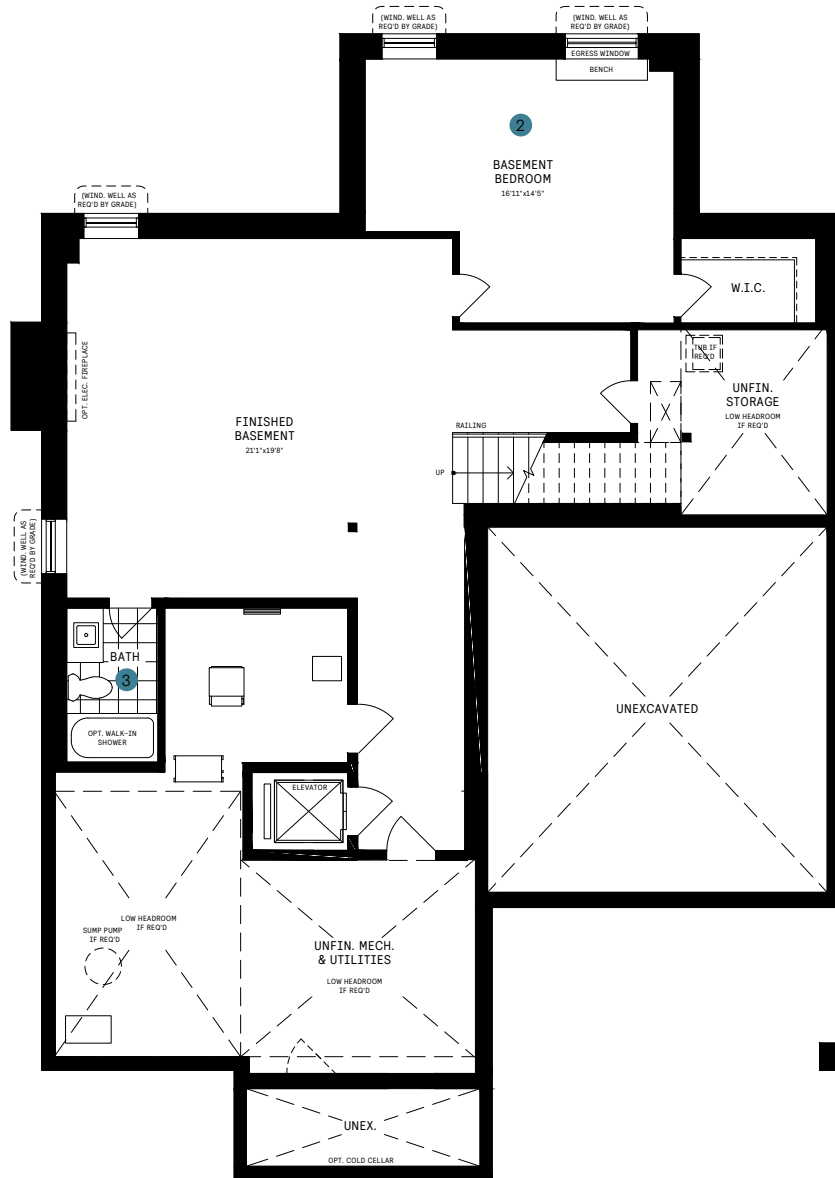 (WIND. WELL AS
REQ'D BY GRADE)
(WIND. WELL AS
REQ'D BY GRADE)
EGRESS WINDOW
BENCH
2
BASEMENT
BEDROOM
16'11"x14'5"
(WIND. WELL AS
REQ'D BY GRADE)
W.I.C.
OPT. ELEC. FIREPLACE
TUB IF
REQ'D
UNFIN.
STORAGE
LOW HEADROOM
IF REQ'D
FINISHED
BASEMENT
21'1"x19'8"
RAILING
UP
(WIND. WELL AS
REQ'D BY GRADE)
BATH
3
OPT. WALK-IN
SHOWER
UNEXCAVATED
ELEVATOR
LOW HEADROOM
IF REQ'D
SUMP PUMP
IF REQ'D
UNFIN. MECH.
& UTILITIES
LOW HEADROOM
IF REQ'D
UNEX.
OPT. COLD CELLAR